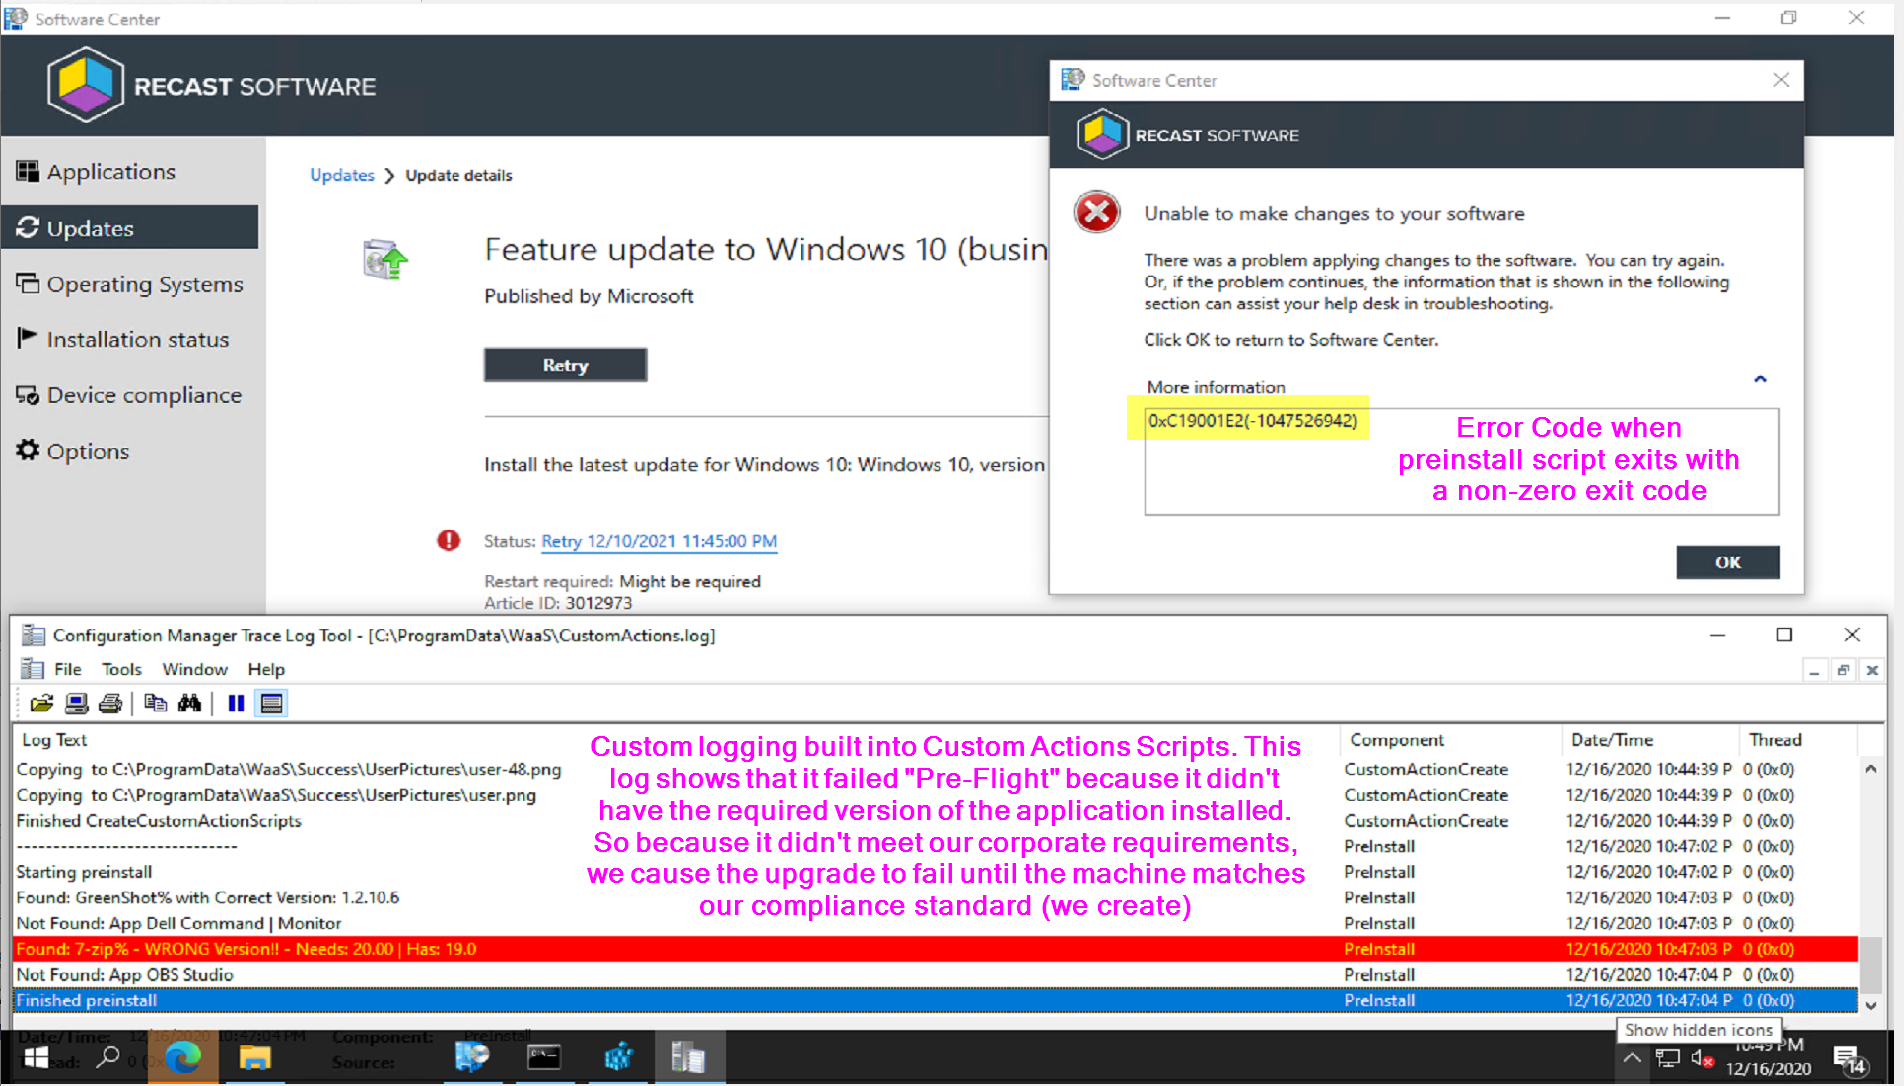 Software Center
RECAST SOFTWARE
Applications
Updates
Operating Systems
Installation status
Device compliance
Options
Updates > Update details
Feature update to Windows 10 (busin
Published by Microsoft
Retry
Install the latest update for Windows 10: Windows 10, version
Status: Retry 12/10/2021 11:45:00 PM
Restart required: Might be required
Article ID: 3012973
Software Center
RECAST SOFTWARE
Unable to make changes to your software
There was a problem applying changes to the software. You can try again.
Or, if the problem continues, the information that is shown in the following
section can assist your help desk in troubleshooting.
Click OK to return to Software Center.
More information
0xC19001E2(-1047526942)
Error Code when
preinstall script exits with
a non-zero exit code
OK
Configuration Manager Trace Log Tool - [C:\ProgramData\WaaS\CustomActions.log]
File Tools Window Help
Log Text Component Date/Time Thread
Copying to C:\ProgramData\WaaS\Success\UserPictures\user-48.png CustomActionCreate 12/16/2020 10:44:39 P 0 (0x0)
Copying to C:\ProgramData\WaaS\Success\UserPictures\user.png CustomActionCreate 12/16/2020 10:44:39 P 0 (0x0)
Finished CreateCustomActionScripts CustomActionCreate 12/16/2020 10:44:39 P 0 (0x0)
------------------------------ PreInstall 12/16/2020 10:47:02 P 0 (0x0)
Starting preinstall PreInstall 12/16/2020 10:47:02 P 0 (0x0)
Found: GreenShot% with Correct Version: 1.2.10.6 PreInstall 12/16/2020 10:47:03 P 0 (0x0)
Not Found: App Dell Command | Monitor PreInstall 12/16/2020 10:47:03 P 0 (0x0)
Found: 7-zip% - WRONG Version!! - Needs: 20.00 | Has: 19.0 PreInstall 12/16/2020 10:47:03 P 0 (0x0)
Not Found: App OBS Studio PreInstall 12/16/2020 10:47:04 P 0 (0x0)
Finished preinstall PreInstall 12/16/2020 10:47:04 P 0 (0x0)
Custom logging built into Custom Actions Scripts. This
log shows that it failed "Pre-Flight" because it didn't
have the required version of the application installed.
So because it didn't meet our corporate requirements,
we cause the upgrade to fail until the machine matches
our compliance standard (we create)
Date/Time: 12/16/2020 10:47:04 PM Component: PreInstall
Source:
Show hidden icons
10:49 PM
12/16/2020
14